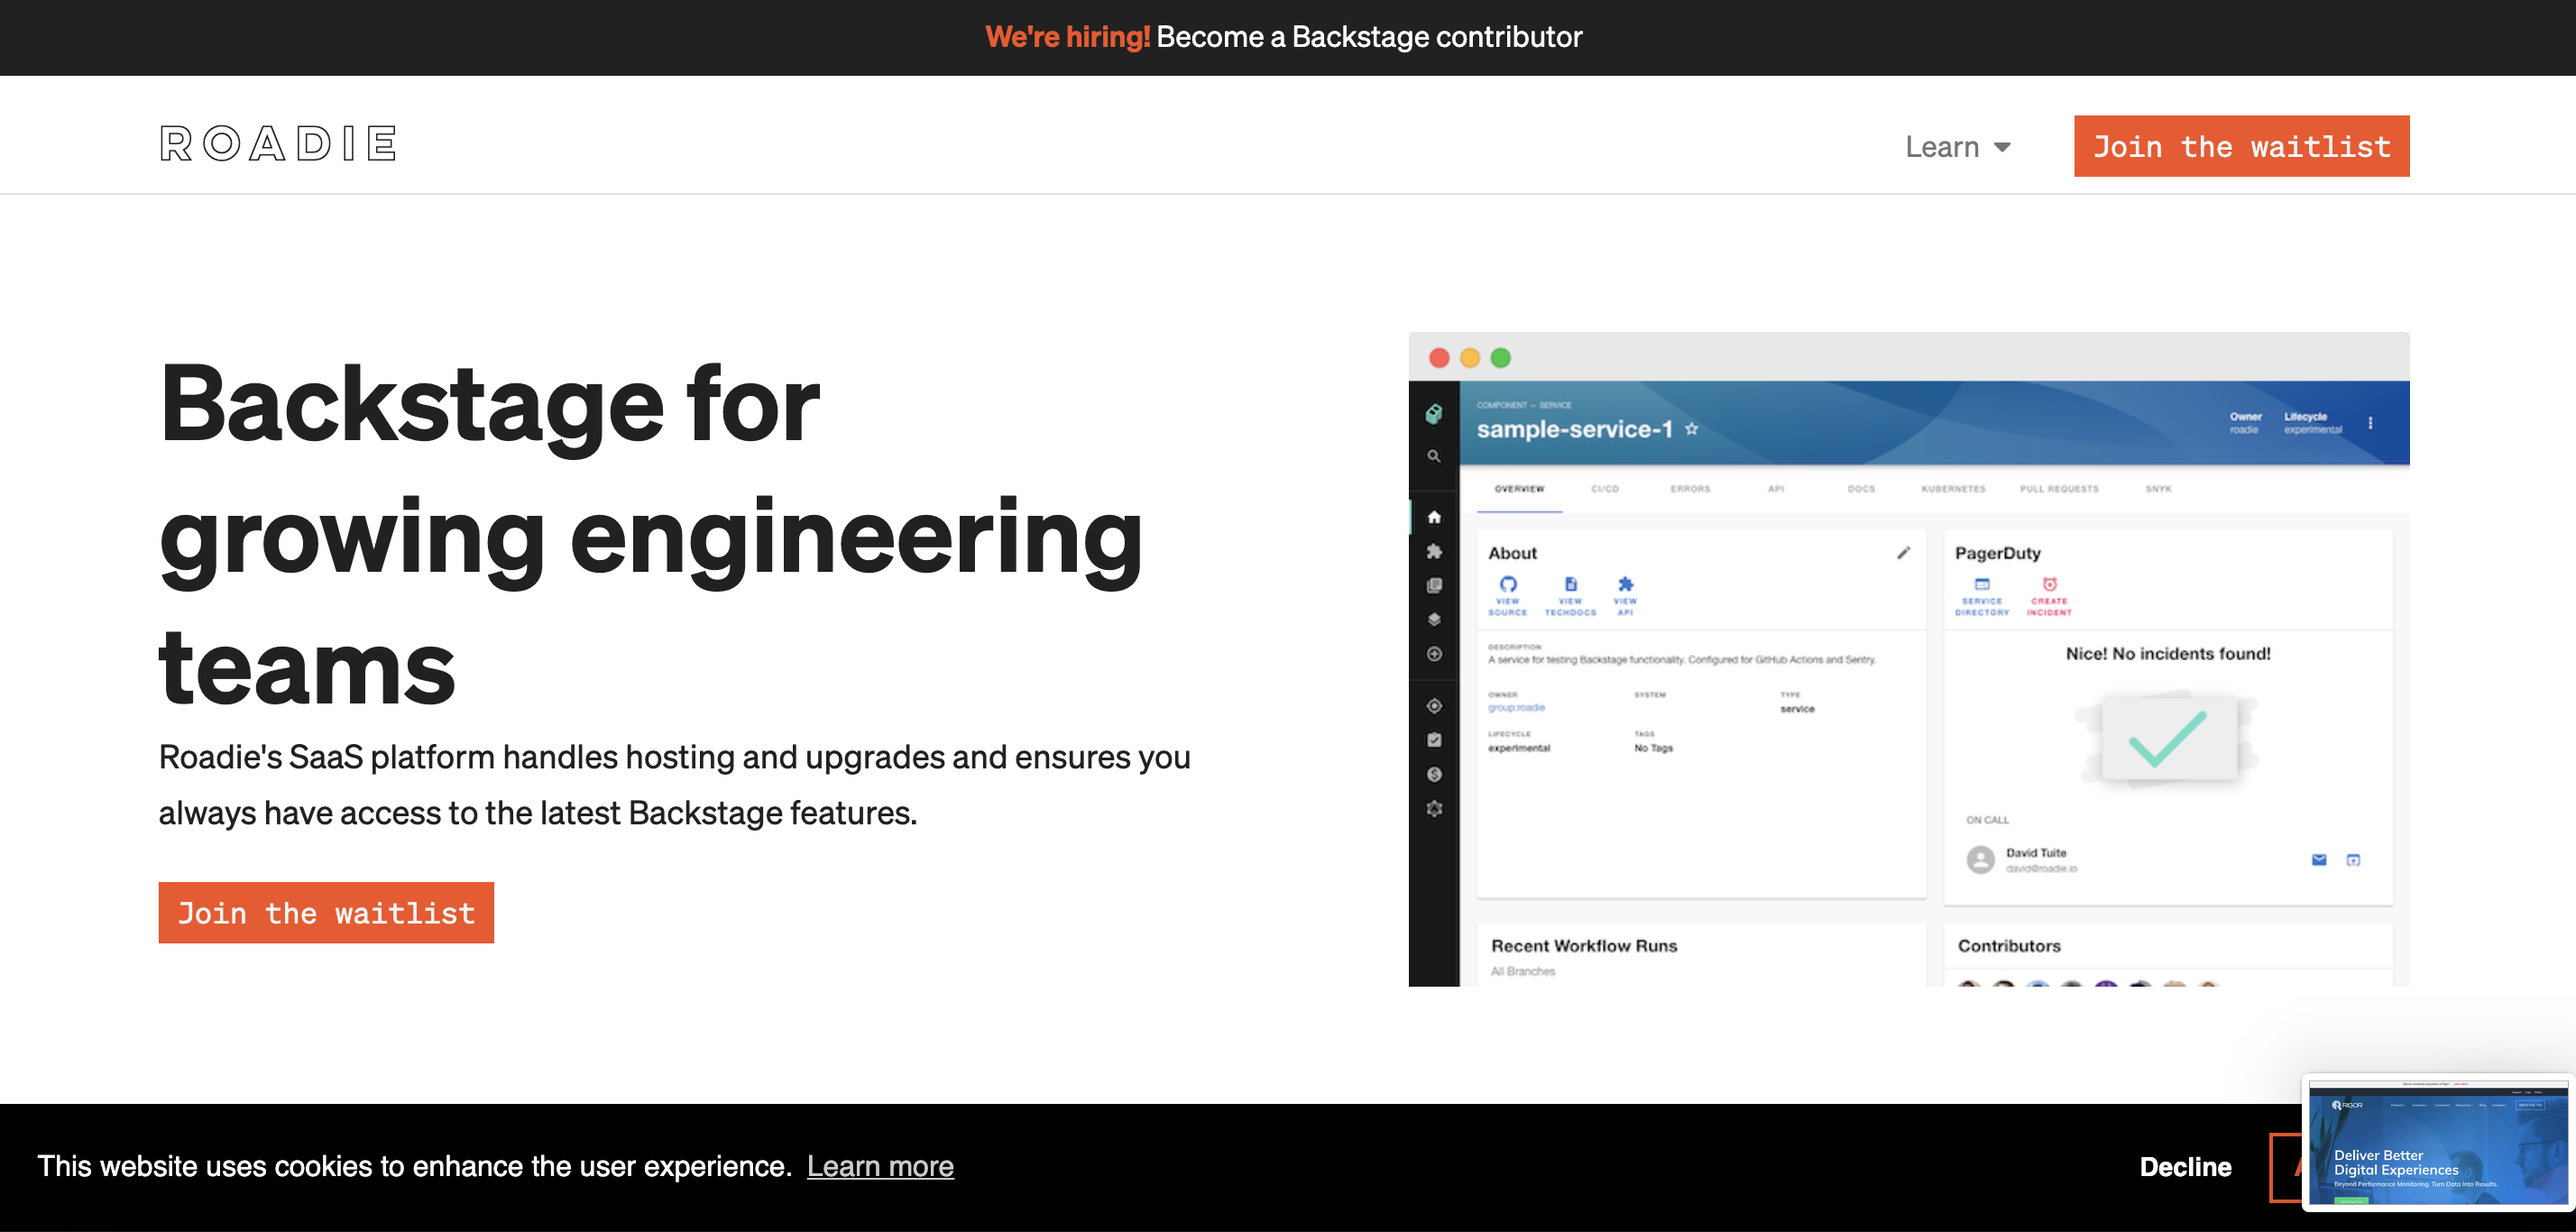 We're hiring! Become a Backstage contributor
ROADIE
Learn
Join the waitlist
Backstage for
growing engineering
teams
Roadie's SaaS platform handles hosting and upgrades and ensures you
always have access to the latest Backstage features.
Join the waitlist
COMPONENT — SERVICE
sample-service-1
Owner
roadie
Lifecycle
experimental
OVERVIEW CI/CD ERRORS API DOCS KUBERNETES PULL REQUESTS SNYK
About
VIEW
SOURCE
VIEW
TECHDOCS
VIEW
API
DESCRIPTION
A service for testing Backstage functionality. Configured for GitHub Actions and Sentry.
OWNER
group:roadie
SYSTEM
TYPE
service
LIFECYCLE
experimental
TAGS
No Tags
PagerDuty
SERVICE
DIRECTORY
CREATE
INCIDENT
Nice! No incidents found!
ON CALL
David Tuite
david@roadie.io
Recent Workflow Runs
All Branches
Contributors
This website uses cookies to enhance the user experience. Learn more
Decline
RIGOR
Deliver Better
Digital Experiences
Beyond Performance Monitoring. Turn Data Into Results.